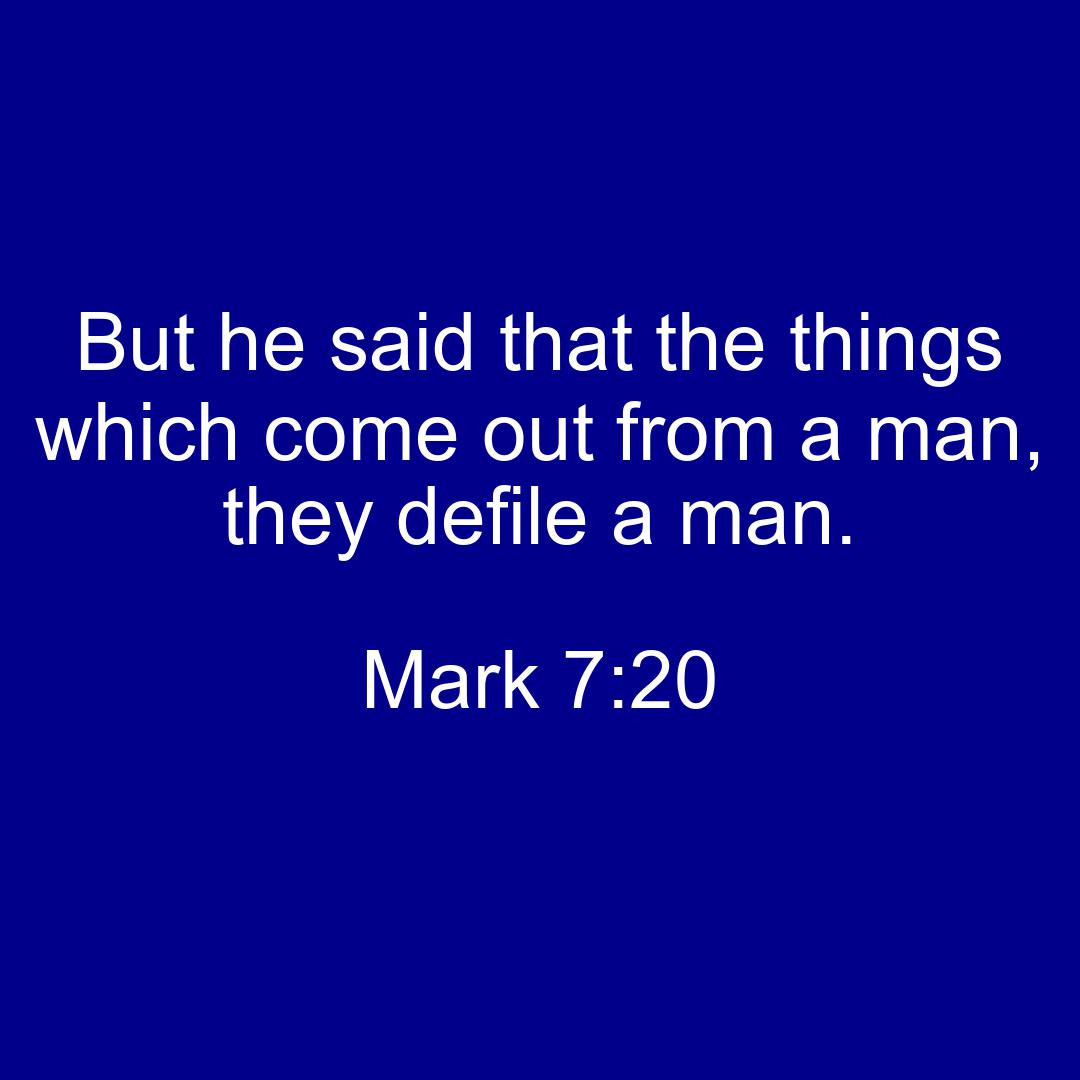 But he said that the things
which come out from a man,
they defile a man.
Mark 7:20